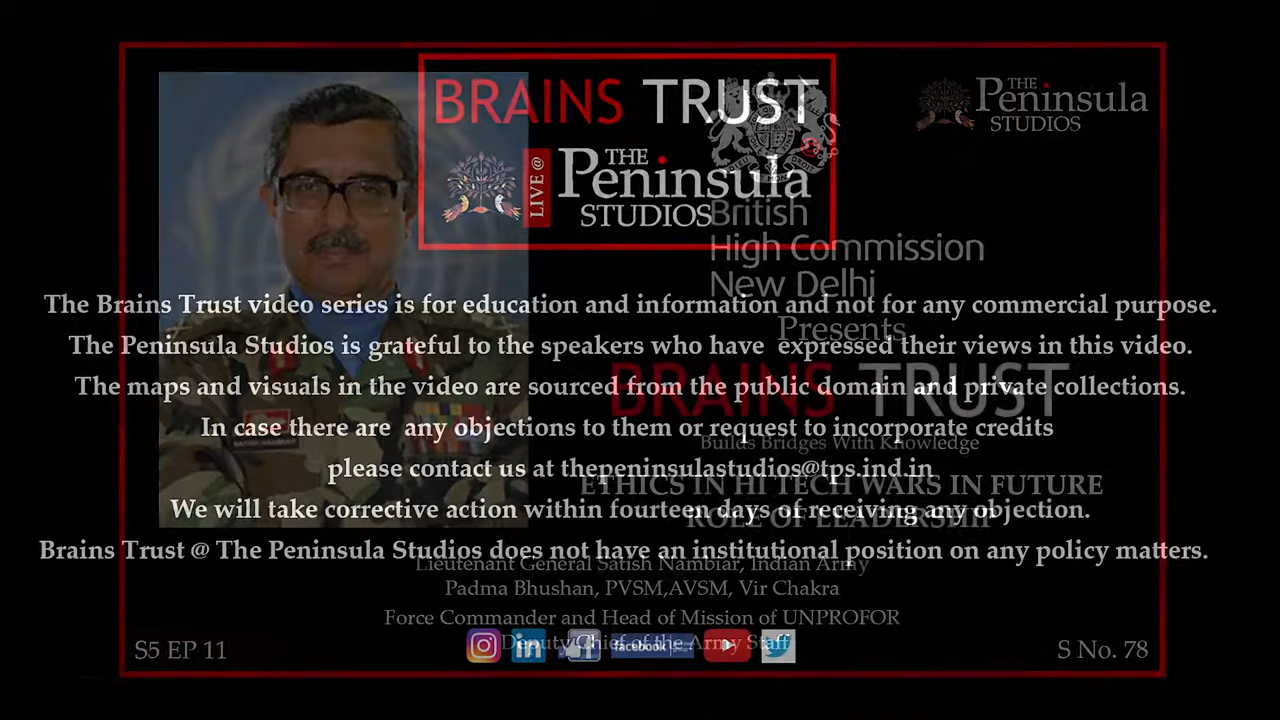 BRAINS TRUST
LIVE @
THE
Peninsula
STUDIOS
THE
Peninsula
STUDIOS
British
High Commission
New Delhi
Presents
BRAINS TRUST
Builds Bridges With Knowledge
ETHICS IN HI TECH WARS IN FUTURE
ROLE OF LEADERSHIP
The Brains Trust video series is for education and information and not for any commercial purpose.
The Peninsula Studios is grateful to the speakers who have expressed their views in this video.
The maps and visuals in the video are sourced from the public domain and private collections.
In case there are any objections to them or request to incorporate credits
please contact us at thepeninsulastudios@tps.ind.in
We will take corrective action within fourteen days of receiving any objection.
Brains Trust @ The Peninsula Studios does not have an institutional position on any policy matters.
Lieutenant General Satish Nambiar, Indian Army
Padma Bhushan, PVSM,AVSM, Vir Chakra
Force Commander and Head of Mission of UNPROFOR
Deputy Chief of the Army Staff
S5 EP 11
facebook
S No. 78